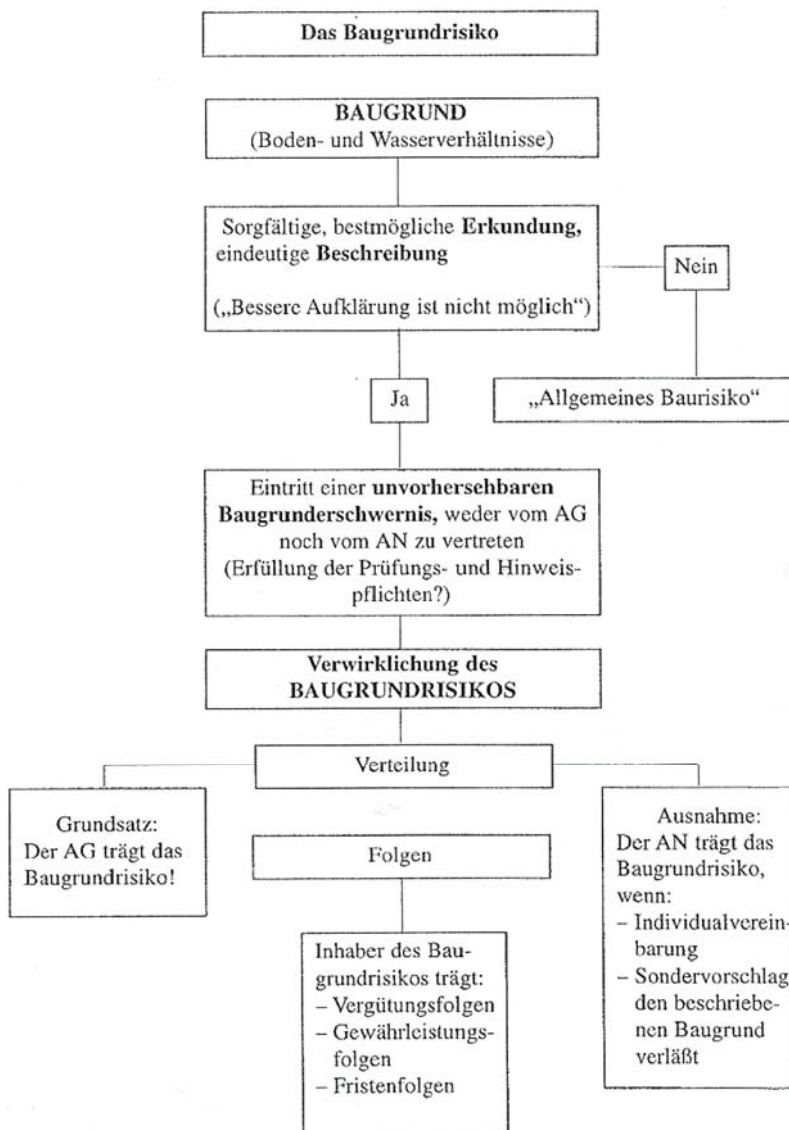 Das Baugrundrisiko
BAUGRUND
(Boden- und Wasserverhältnisse)
Sorgfältige, bestmögliche Erkundung,
eindeutige Beschreibung
(„Bessere Aufklärung ist nicht möglich“)
Nein
Ja
„Allgemeines Baurisiko“
Eintritt einer unvorhersehbaren
Baugrunderschwernis, weder vom AG
noch vom AN zu vertreten
(Erfüllung der Prüfungs- und Hinweis-
pflichten?)
Verwirklichung des
BAUGRUNDRISIKOS
Verteilung
Grundsatz:
Der AG trägt das
Baugrundrisiko!
Folgen
Inhaber des Bau-
grundrisikos trägt:
– Vergütungsfolgen
– Gewährleistungs-
folgen
– Fristenfolgen
Ausnahme:
Der AN trägt das
Baugrundrisiko,
wenn:
– Individualverein-
barung
– Sondervorschlag
den beschriebe-
nen Baugrund
verläßt